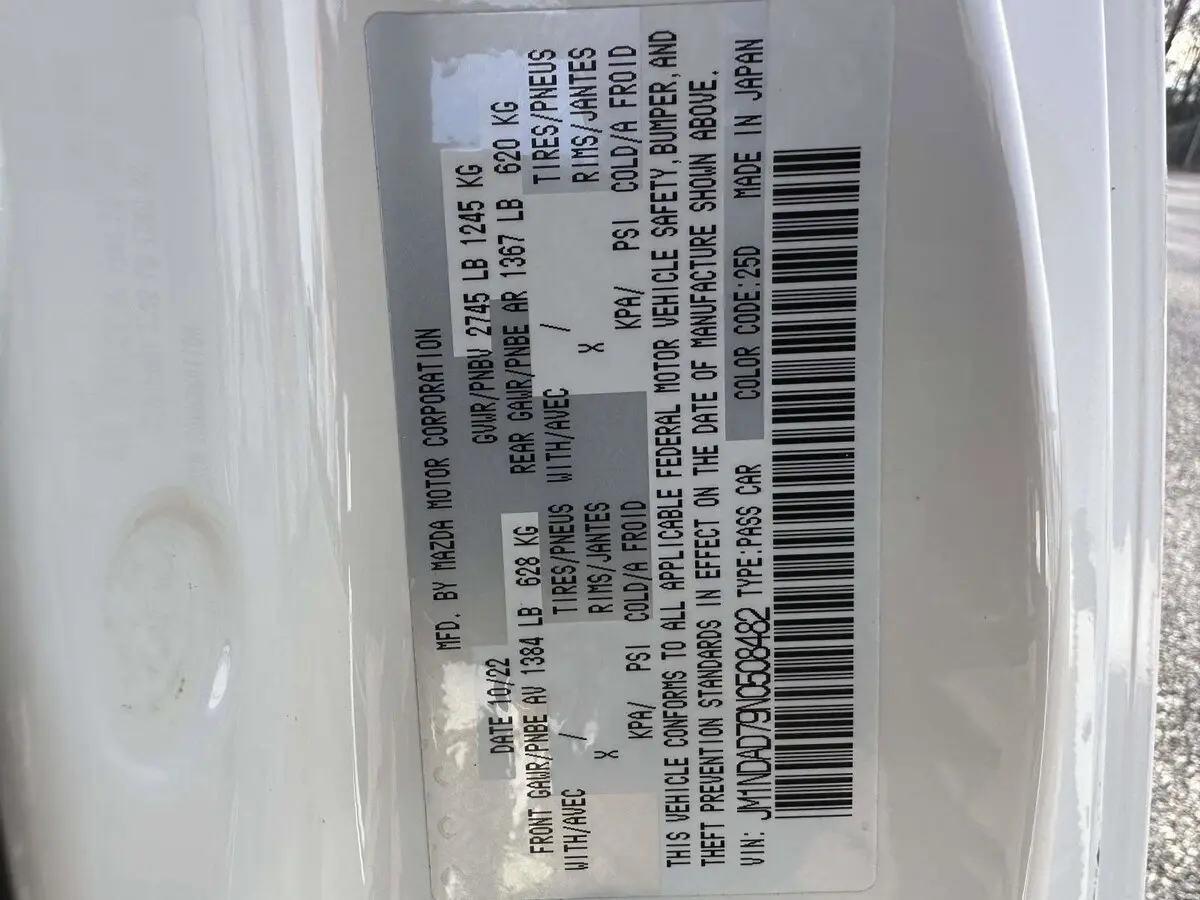 MFD. BY MAZDA MOTOR CORPORATION
DATE 10/22 GVWR/PNBV 2745 LB 1245 KG
FRONT GAWR/PNBE AV 1384 LB 628 KG REAR GAWR/PNBE AR 1367 LB 620 KG
WITH/AVEC / TIRES/PNEUS WITH/AVEC / TIRES/PNEUS
X RIMS/JANTES X RIMS/JANTES
KPA/ PSI COLD/A FROID KPA/ PSI COLD/A FROID
THIS VEHICLE CONFORMS TO ALL APPLICABLE FEDERAL MOTOR VEHICLE SAFETY, BUMPER, AND
THEFT PREVENTION STANDARDS IN EFFECT ON THE DATE OF MANUFACTURE SHOWN ABOVE.
VIN: JM1NDAD79N0508482 TYPE:PASS CAR COLOR CODE:25D MADE IN JAPAN